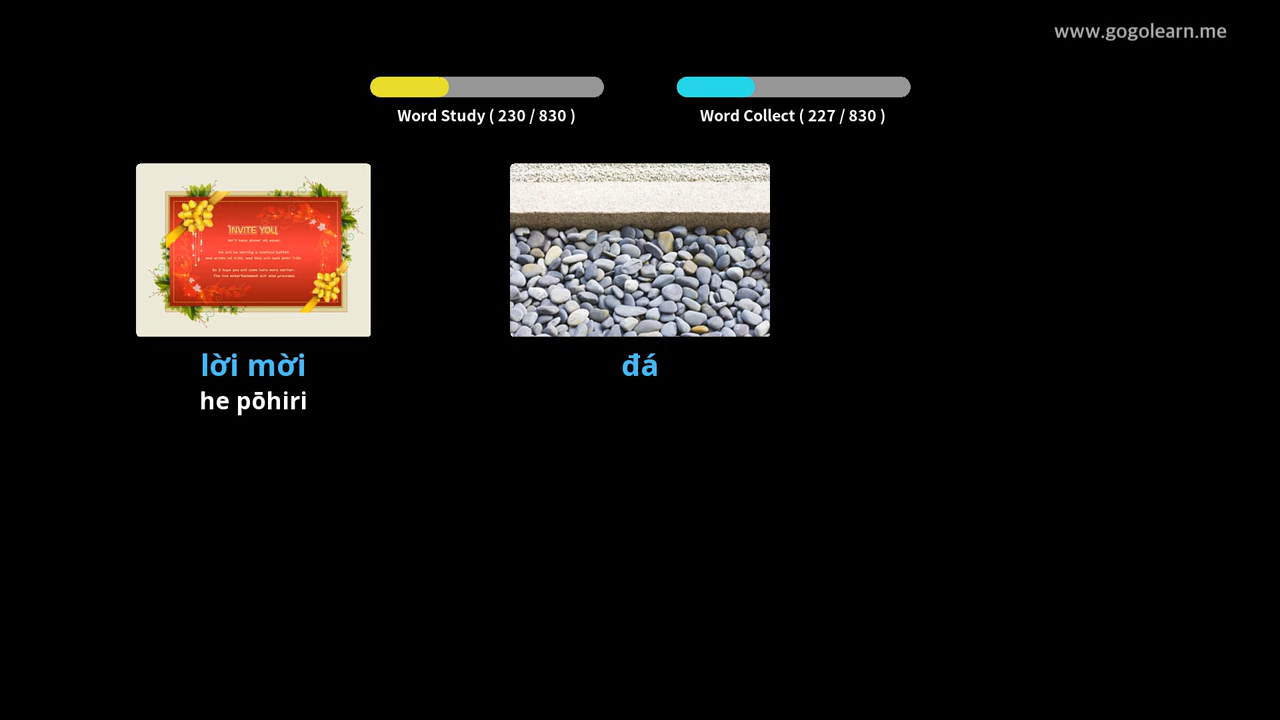 www.gogolearn.me
Word Study ( 230 / 830 )
Word Collect ( 227 / 830 )
INVITE YOU
lời mời
đá
he pōhiri